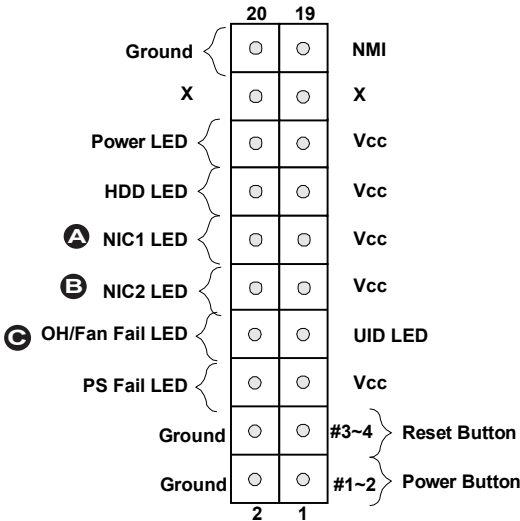 20 19
Ground NMI
X X
Power LED Vcc
HDD LED Vcc
A NIC1 LED Vcc
B NIC2 LED Vcc
C OH/Fan Fail LED UID LED
PS Fail LED Vcc
Ground #3~4 Reset Button
Ground #1~2 Power Button
2 1